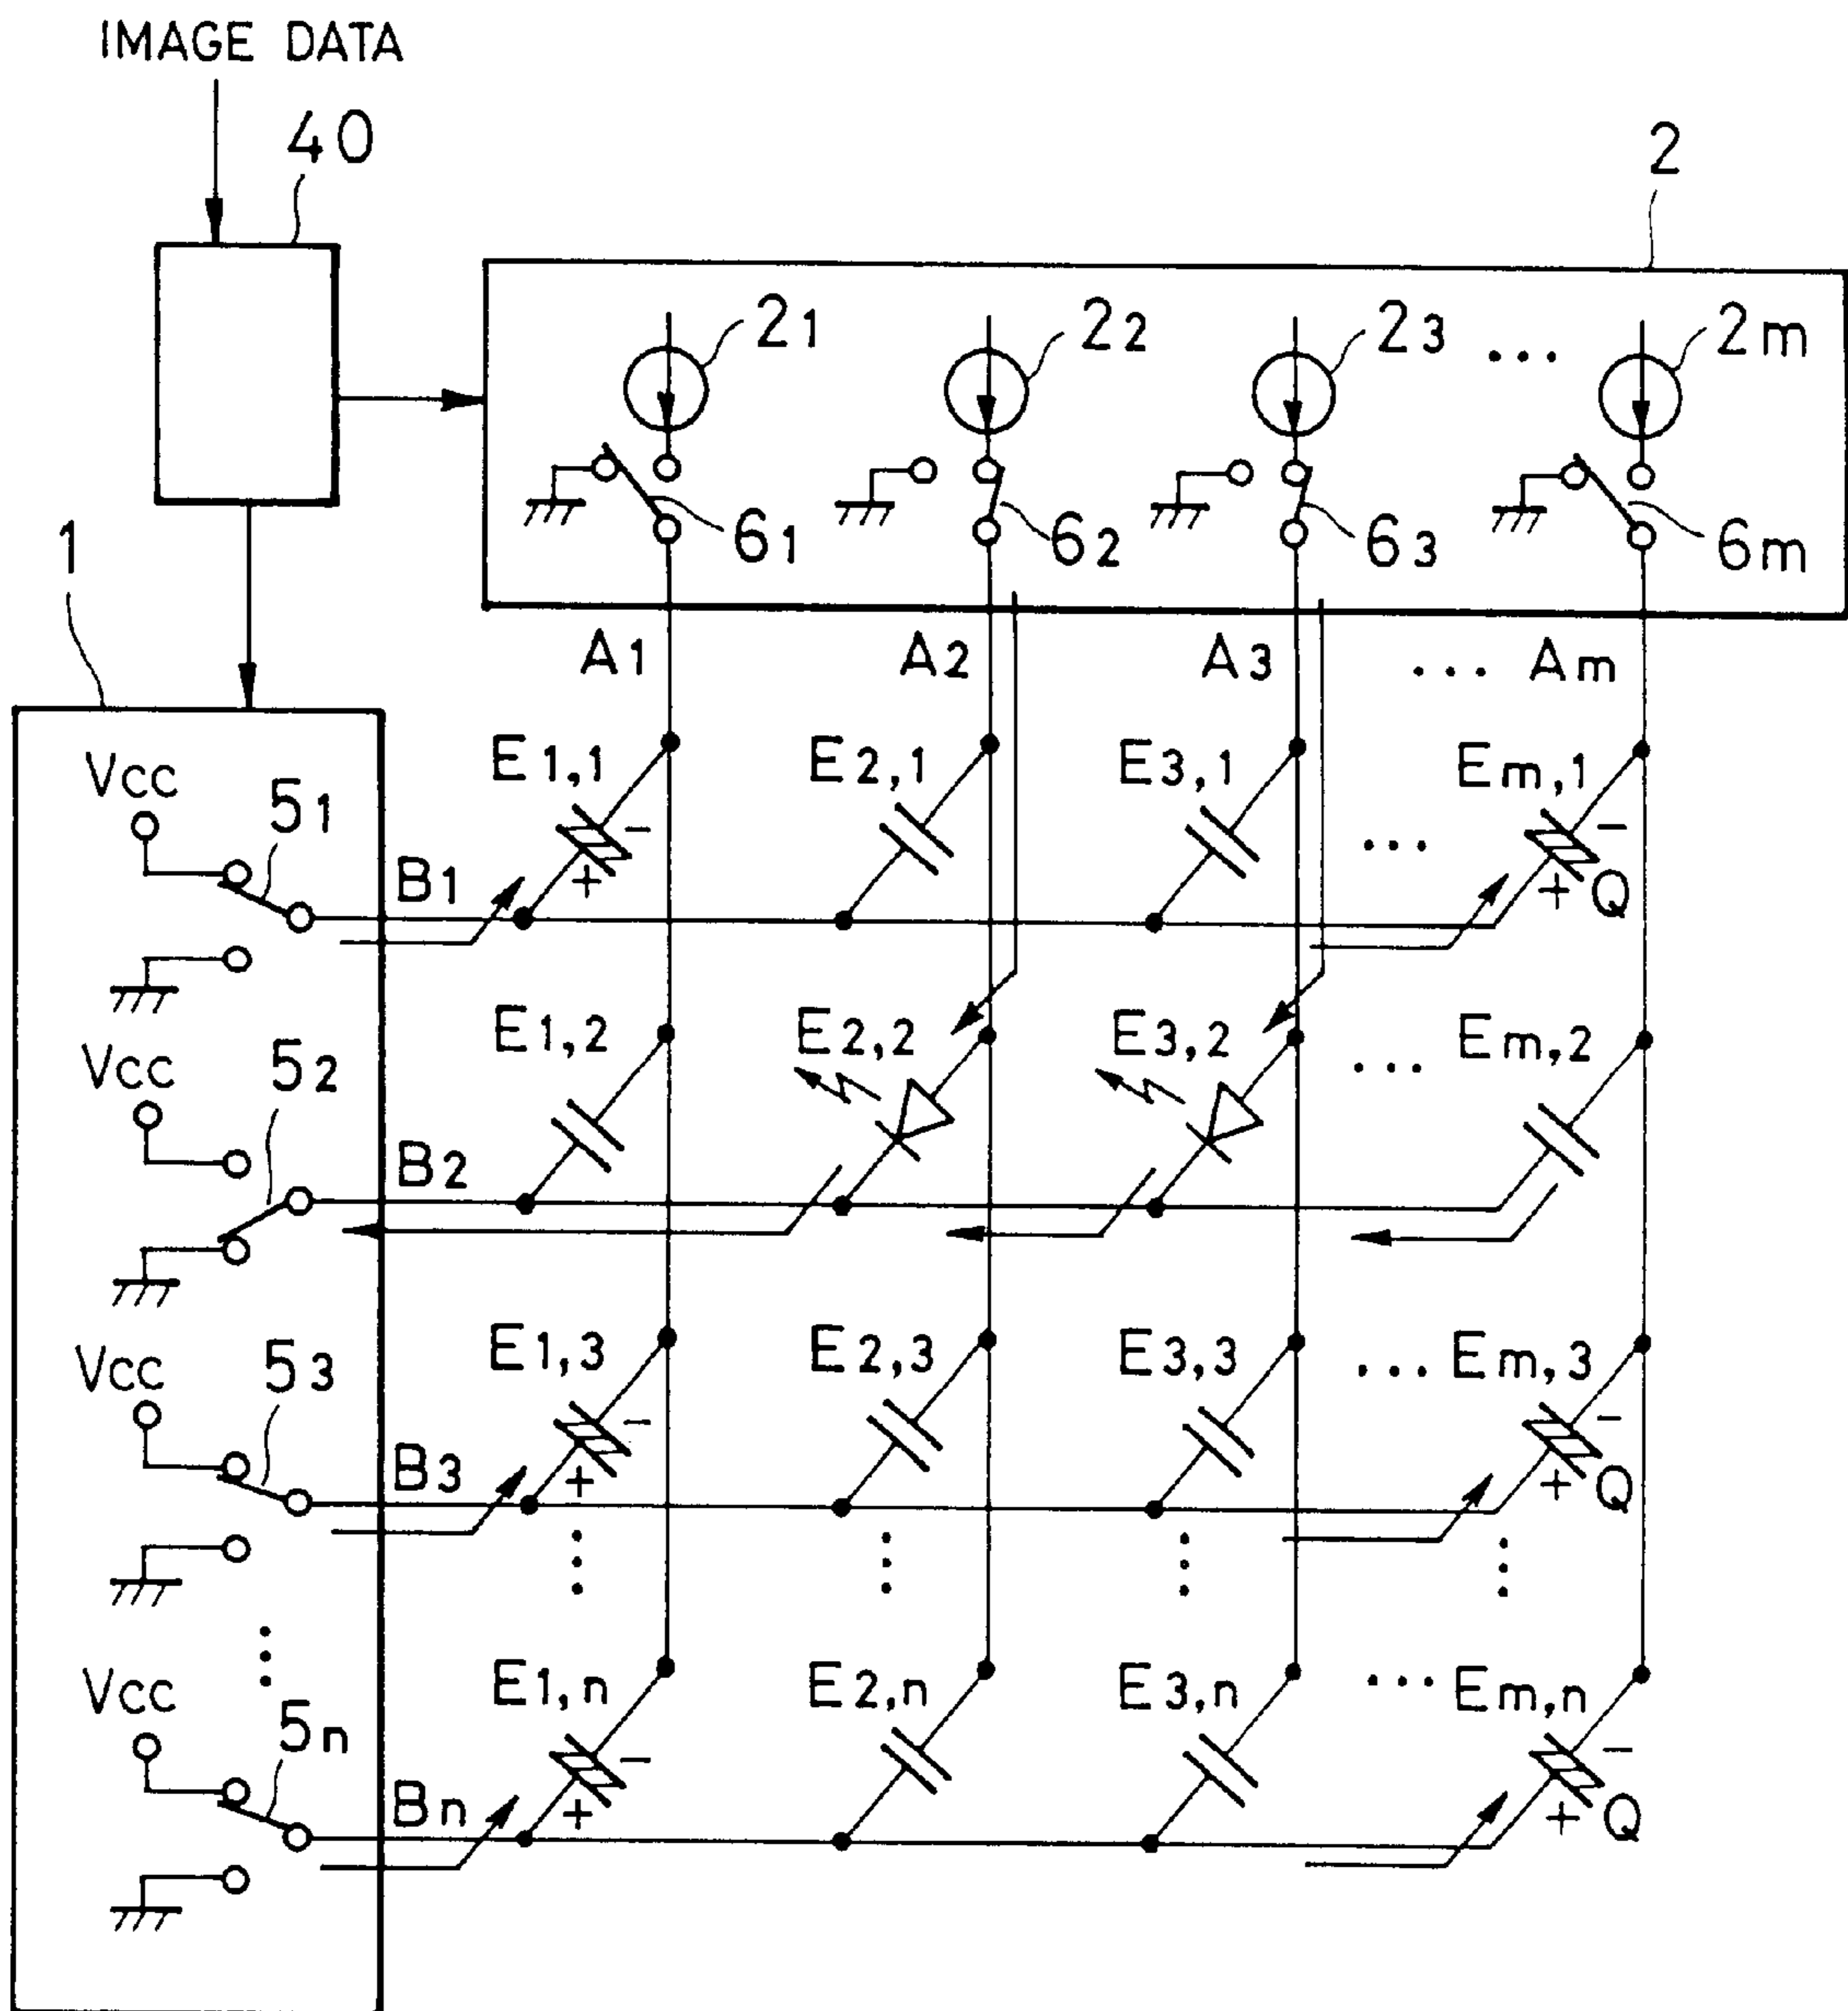 IMAGE DATA
40
2
21 22 23 ... 2m
61 62 63 6m
1
A1 A2 A3 ... Am
Vcc 51 E1,1 E2,1 E3,1 Em,1
B1 - + ... - + Q
Vcc 52 E1,2 E2,2 E3,2 ... Em,2
B2
Vcc 53 E1,3 E2,3 E3,3 ... Em,3
B3 - + - + Q
Vcc 5n E1,n E2,n E3,n ... Em,n
Bn - + - + Q